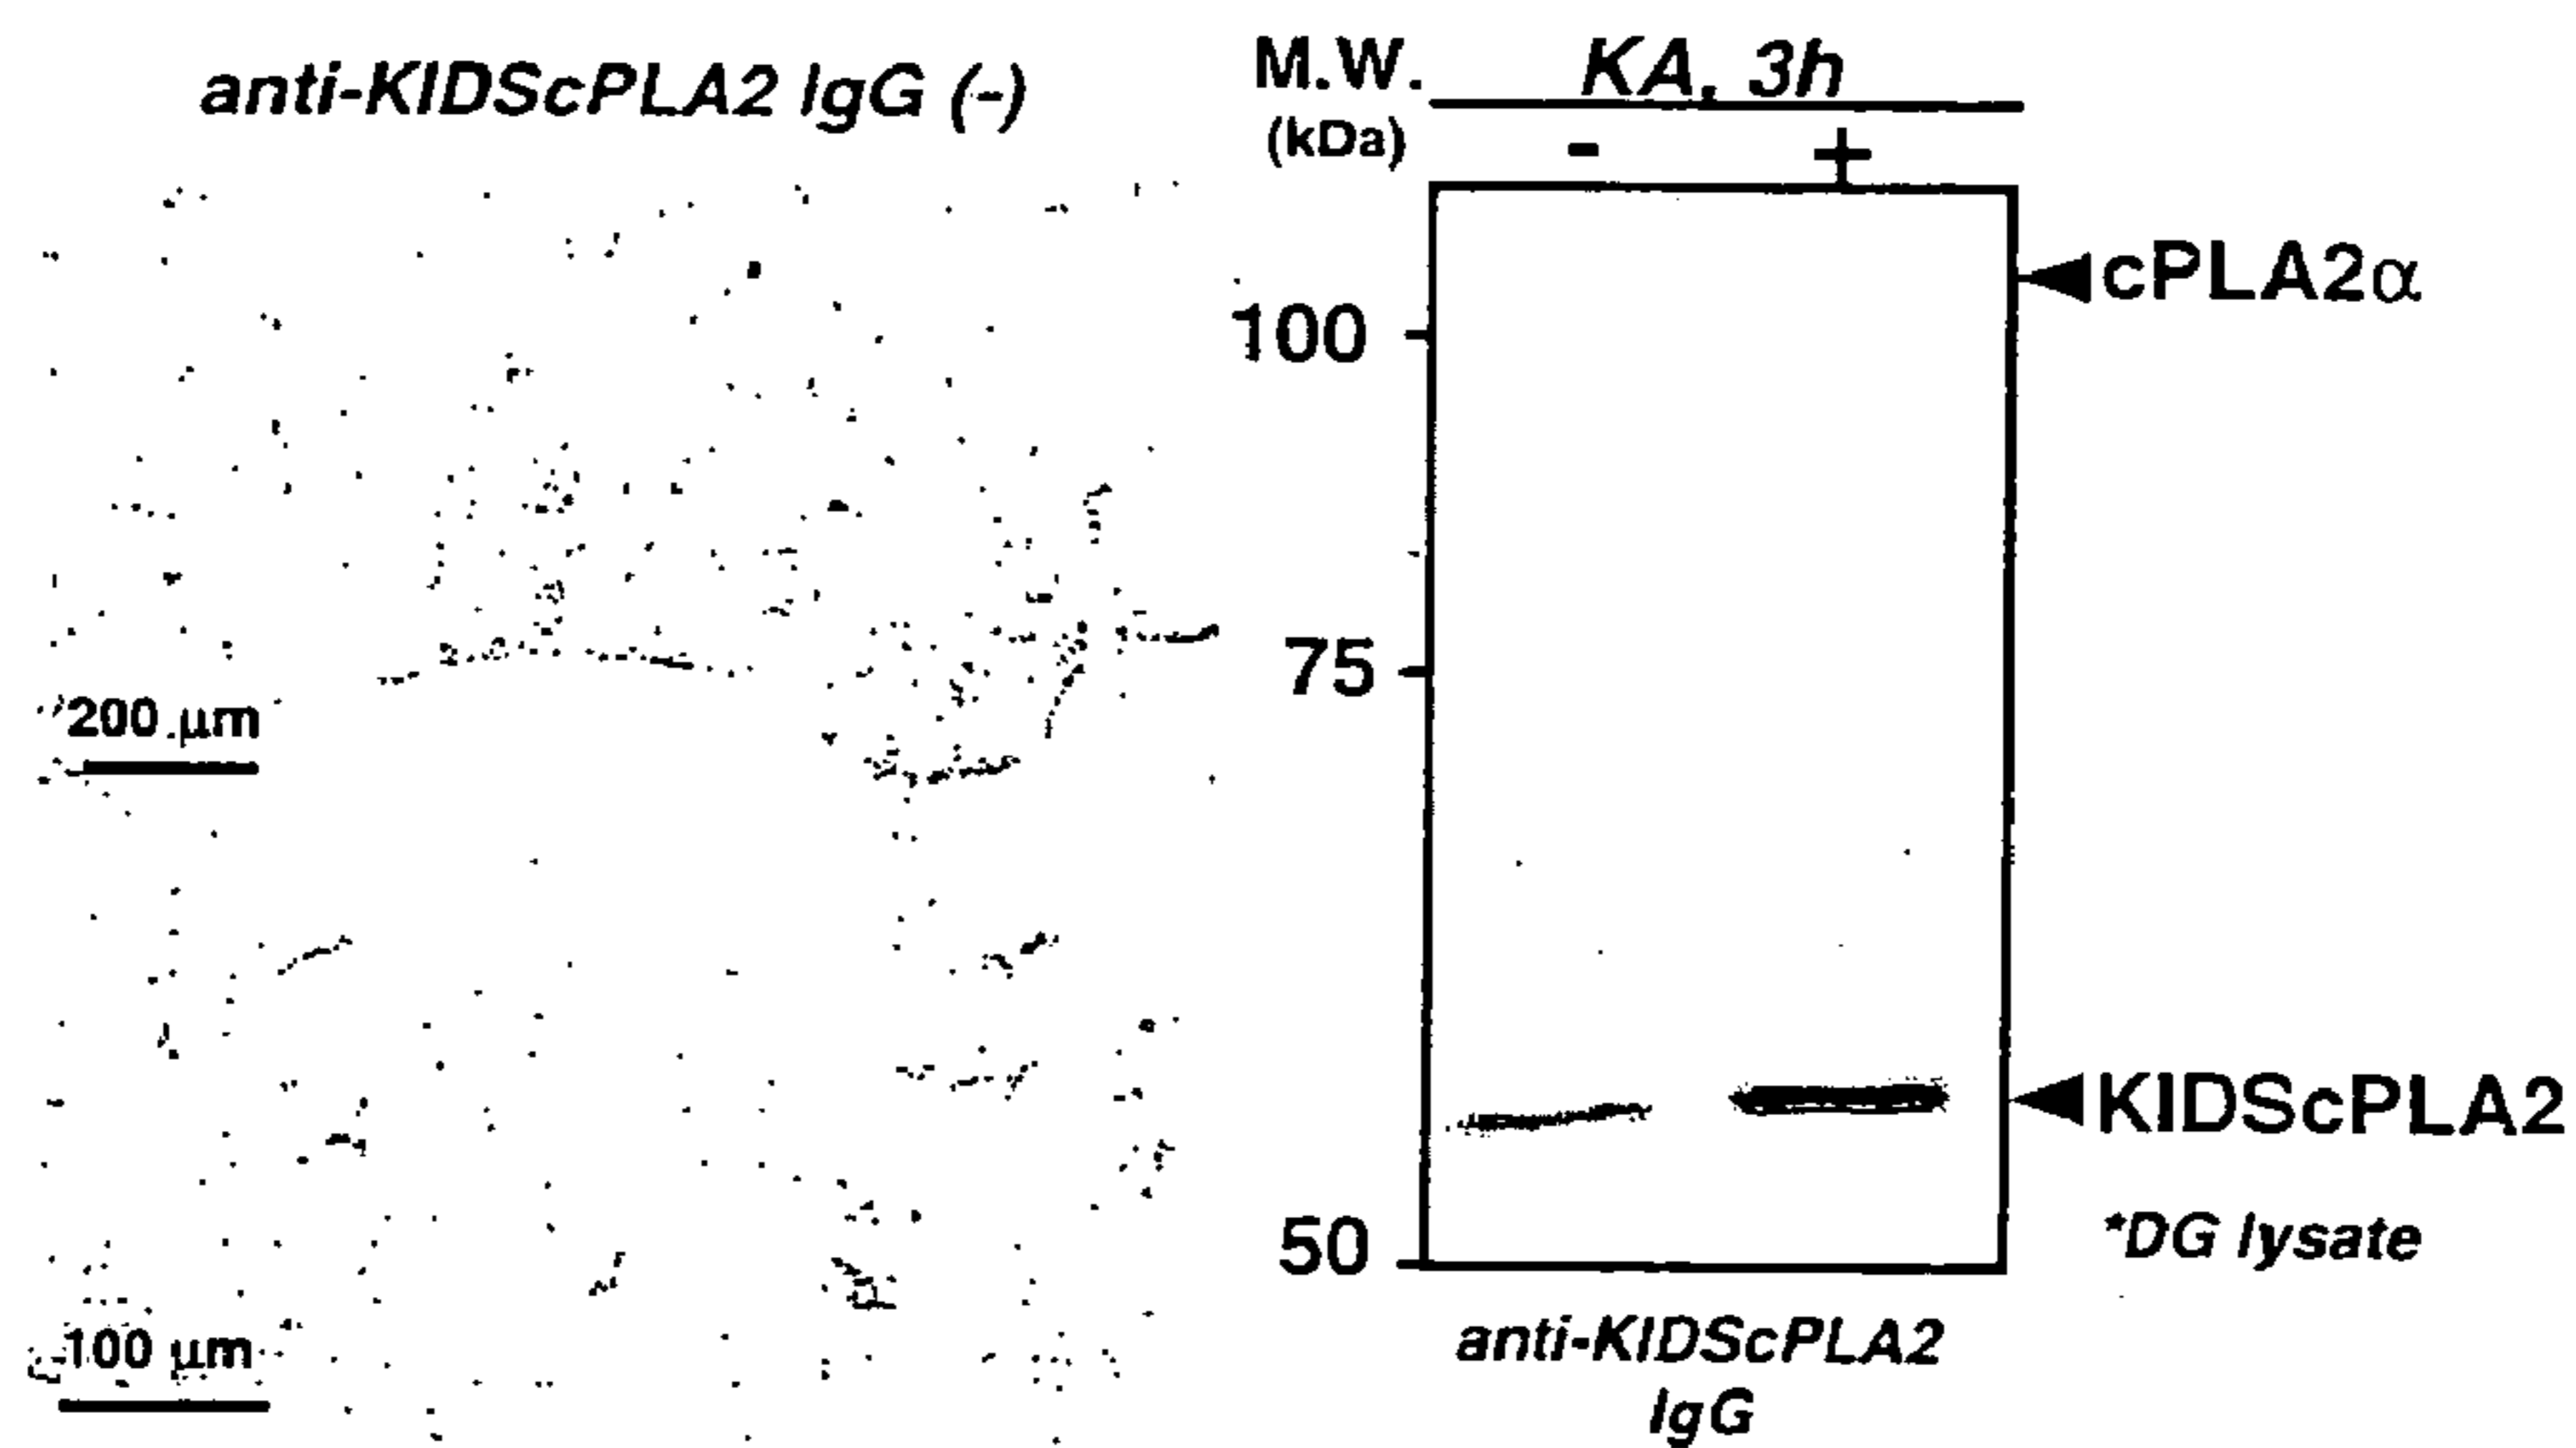 anti-KIDScPLA2 IgG (-)
200 µm
100 µm
M.W.
(kDa)
KA, 3h
- +
100
75
50
cPLA2α
KIDScPLA2
*DG lysate
anti-KIDScPLA2
IgG